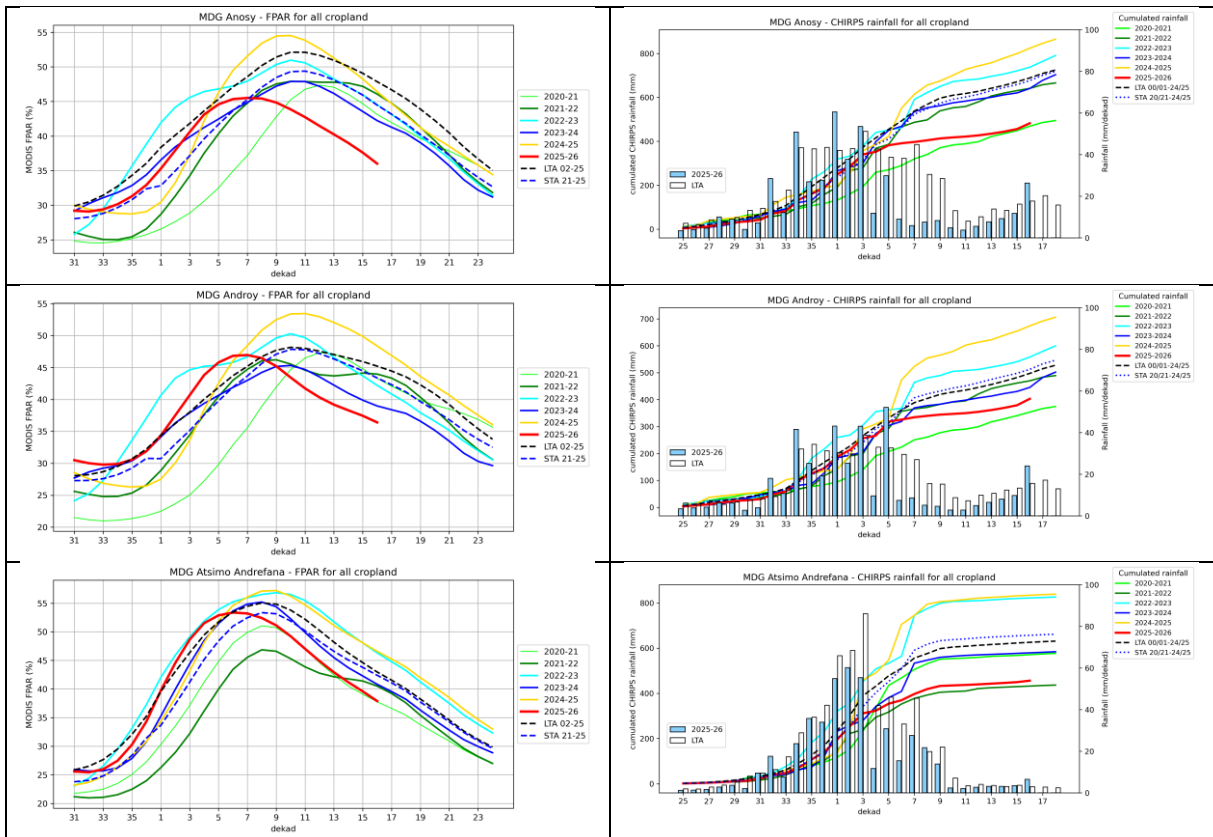 MDG Anosy - FPAR for all cropland
MODIS FPAR (%)
55
50
45
40
35
30
25
31 33 35 1 3 5 7 9 11 13 15 17 19 11 23
dekad
2020-21
2021-22
2022-23
2023-24
2024-25
2025-26
LTA 02-25
STA 21-25
MDG Anosy - CHIRPS rainfall for all cropland
cumulated CHIRPS rainfall (mm)
800
600
400
200
0
2025-26
LTA
25 27 29 31 33 35 1 3 5 7 9 11 13 15 17
dekad
100
80
60
40
20
0
Rainfall (mm/dekad)
Cumulated rainfall
2020-2021
2021-2022
2022-2023
2023-2024
2024-2025
2025-2026
LTA 00/01-24/25
STA 20/21-24/25
MDG Androy - FPAR for all cropland
MODIS FPAR (%)
55
50
45
40
35
30
25
20
31 33 35 1 3 5 7 9 11 13 15 17 19 11 23
dekad
2020-21
2021-22
2022-23
2023-24
2024-25
2025-26
LTA 02-25
STA 21-25
MDG Androy - CHIRPS rainfall for all cropland
cumulated CHIRPS rainfall (mm)
700
600
500
400
300
200
100
0
2025-26
LTA
25 27 29 31 33 35 1 3 5 7 9 11 13 15 17
dekad
100
80
60
40
20
0
Rainfall (mm/dekad)
Cumulated rainfall
2020-2021
2021-2022
2022-2023
2023-2024
2024-2025
2025-2026
LTA 00/01-24/25
STA 20/21-24/25
MDG Atsimo Andrefana - FPAR for all cropland
MODIS FPAR (%)
55
50
45
40
35
30
25
20
31 33 35 1 3 5 7 9 11 13 15 17 19 11 23
dekad
2020-21
2021-22
2022-23
2023-24
2024-25
2025-26
LTA 02-25
STA 21-25
MDG Atsimo Andrefana - CHIRPS rainfall for all cropland
cumulated CHIRPS rainfall (mm)
800
600
400
200
0
2025-26
LTA
25 27 29 31 33 35 1 3 5 7 9 11 13 15 17
dekad
100
80
60
40
20
0
Rainfall (mm/dekad)
Cumulated rainfall
2020-2021
2021-2022
2022-2023
2023-2024
2024-2025
2025-2026
LTA 00/01-24/25
STA 20/21-24/25